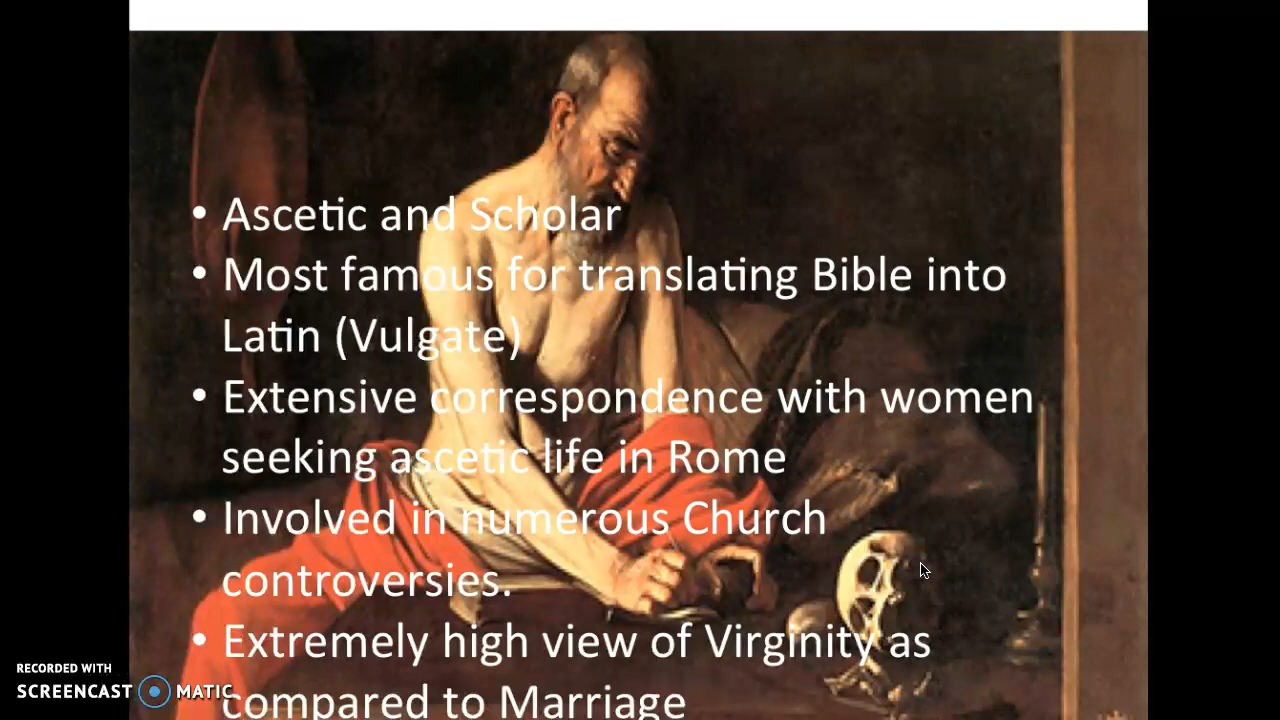 • Ascetic and Scholar
• Most famous for translating Bible into
Latin (Vulgate)
• Extensive correspondence with women
seeking ascetic life in Rome
• Involved in numerous Church
controversies.
• Extremely high view of Virginity as
compared to Marriage
RECORDED WITH
SCREENCAST MATIC